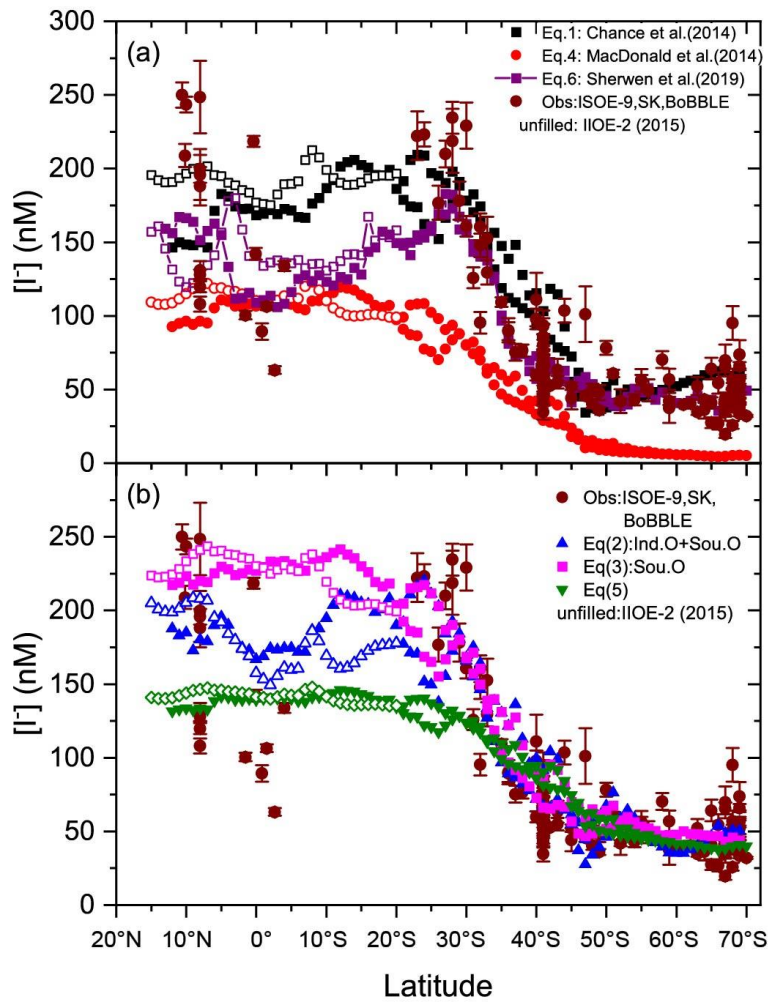 300
(a)
Eq.1: Chance et al.(2014)
Eq.4: MacDonald et al.(2014)
Eq.6: Sherwen et al.(2019)
Obs:ISOE-9,SK,BoBBLE
unfilled: IIOE-2 (2015)
250
200
150
100
50
0
[I⁻] (nM)
(b)
Obs:ISOE-9,SK,
BoBBLE
Eq(2):Ind.O+Sou.O
Eq(3):Sou.O
Eq(5)
unfilled:IIOE-2 (2015)
250
200
150
100
50
0
[I⁻] (nM)
20°N 10°N 0° 10°S 20°S 30°S 40°S 50°S 60°S 70°S
Latitude